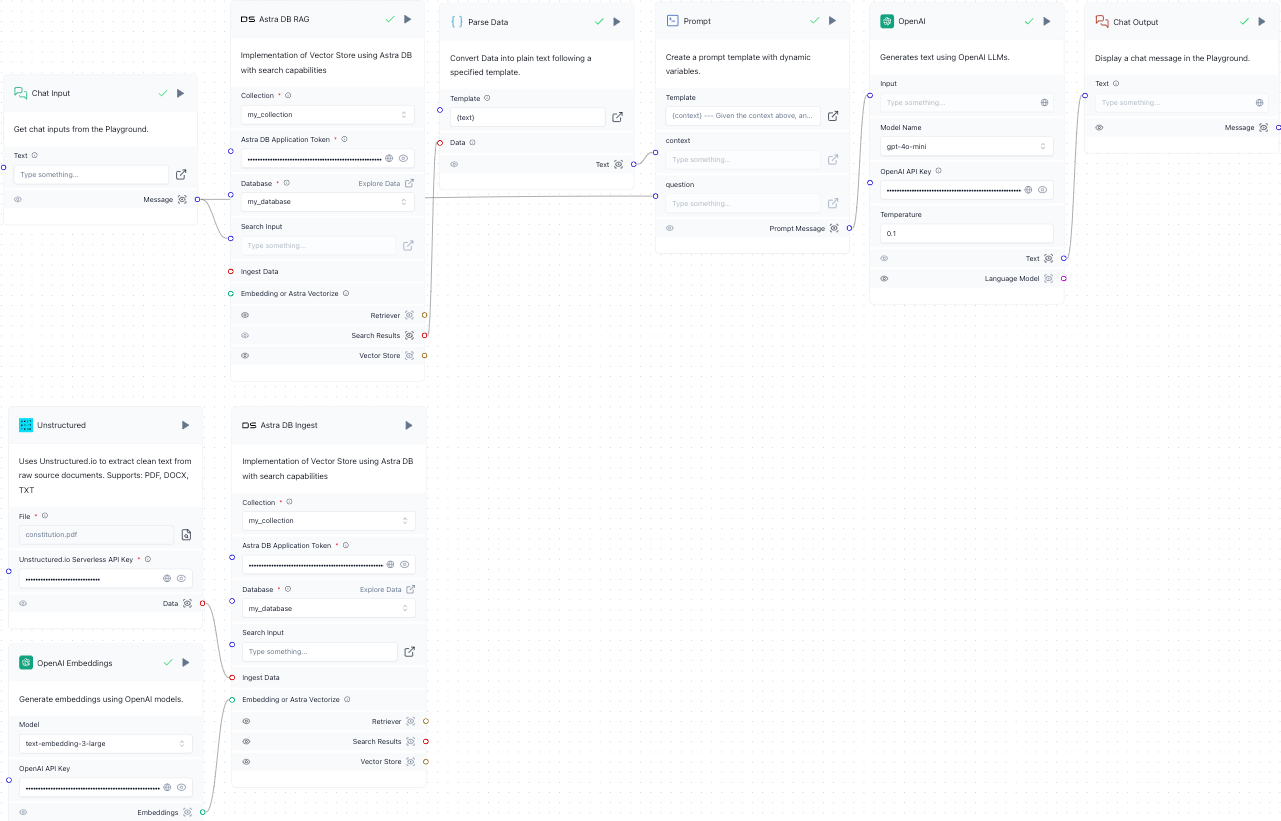 Chat Input
Get chat inputs from the Playground.
Text
Type something...
Message
DS Astra DB RAG
Implementation of Vector Store using Astra DB
with search capabilities
Collection *
my_collection
Astra DB Application Token *
Database * Explore Data
my_database
Search Input
Type something...
Ingest Data
Embedding or Astra Vectorize
Retriever
Search Results
Vector Store
{ } Parse Data
Convert Data into plain text following a
specified template.
Template
{text}
Data
Text
Prompt
Create a prompt template with dynamic
variables.
Template
{context} --- Given the context above, an...
context
Type something...
question
Type something...
Prompt Message
OpenAI
Generates text using OpenAI LLMs.
Input
Type something...
Model Name
gpt-4o-mini
OpenAI API Key
Temperature
0.1
Text
Language Model
Chat Output
Display a chat message in the Playground.
Text
Type something...
Message
Unstructured
Uses Unstructured.io to extract clean text from
raw source documents. Supports: PDF, DOCX,
TXT
File *
constitution.pdf
Unstructured.io Serverless API Key *
Data
OpenAI Embeddings
Generate embeddings using OpenAI models.
Model
text-embedding-3-large
OpenAI API Key
Embeddings
DS Astra DB Ingest
Implementation of Vector Store using Astra DB
with search capabilities
Collection *
my_collection
Astra DB Application Token *
Database * Explore Data
my_database
Search Input
Type something...
Ingest Data
Embedding or Astra Vectorize
Retriever
Search Results
Vector Store